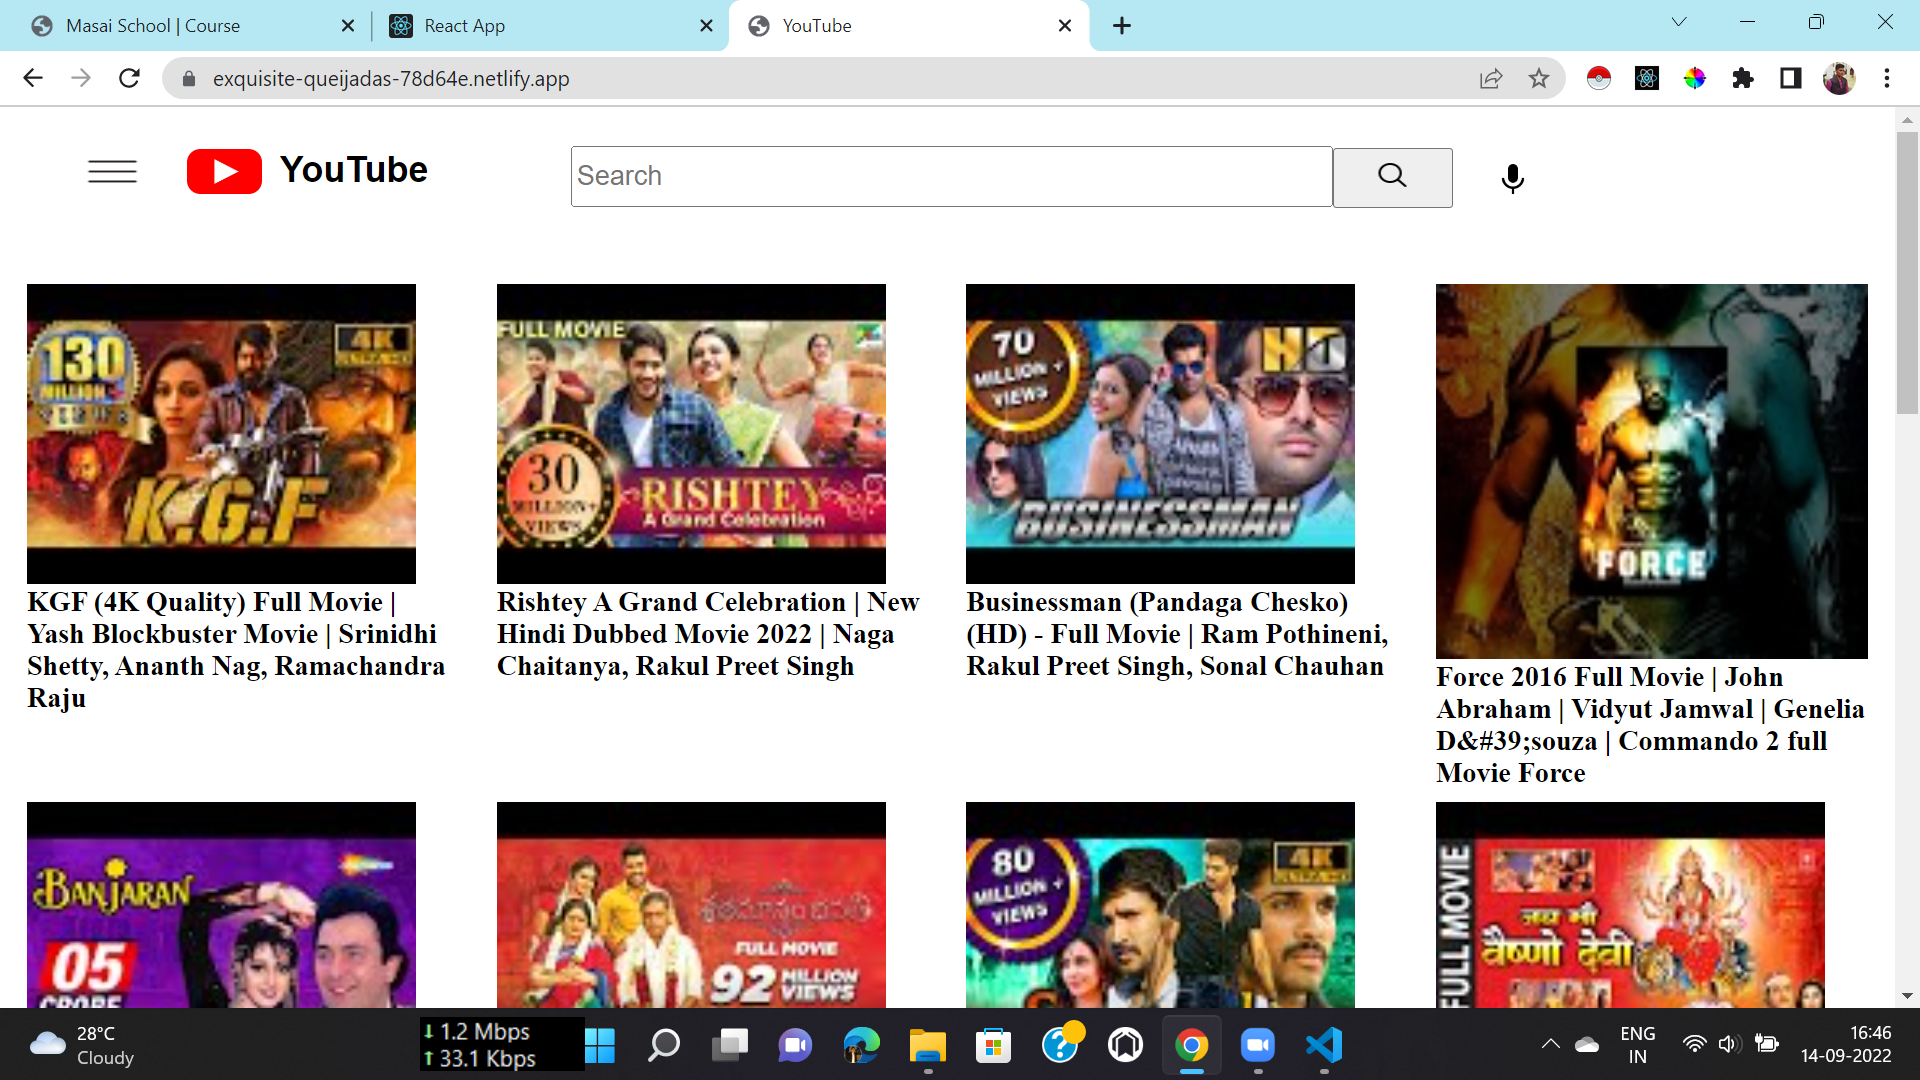 Masai School | Course
React App
YouTube
exquisite-queijadas-78d64e.netlify.app
YouTube
Search
130
MILLION+
VIEWS
4K
K.G.F
FULL MOVIE
30
MILLION+
VIEWS
RISHTEY
A Grand Celebration
70
MILLION +
VIEWS
HD
BUSINESSMAN
FORCE
KGF (4K Quality) Full Movie |
Yash Blockbuster Movie | Srinidhi
Shetty, Ananth Nag, Ramachandra
Raju
Rishtey A Grand Celebration | New
Hindi Dubbed Movie 2022 | Naga
Chaitanya, Rakul Preet Singh
Businessman (Pandaga Chesko)
(HD) - Full Movie | Ram Pothineni,
Rakul Preet Singh, Sonal Chauhan
Force 2016 Full Movie | John
Abraham | Vidyut Jamwal | Genelia
D&#39;souza | Commando 2 full
Movie Force
BANJARAN
05
CRORE
శతమానం భవతి
FULL MOVIE
92 MILLION
VIEWS
80
MILLION +
VIEWS
4K
FULL MOVIE
जय माँ
वैष्णो देवी
28°C
Cloudy
1.2 Mbps
33.1 Kbps
ENG
IN
16:46
14-09-2022